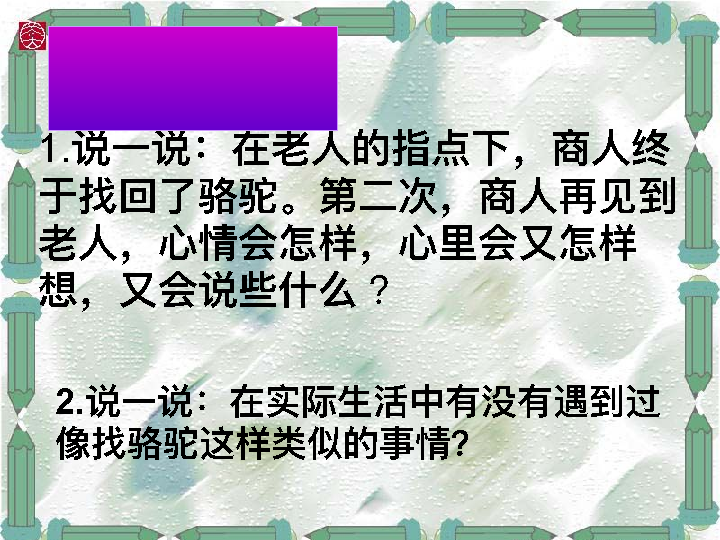 1.说一说：在老人的指点下，商人终
于找回了骆驼。第二次，商人再见到
老人，心情会怎样，心里会又怎样
想，又会说些什么？
2.说一说：在实际生活中有没有遇到过
像找骆驼这样类似的事情?